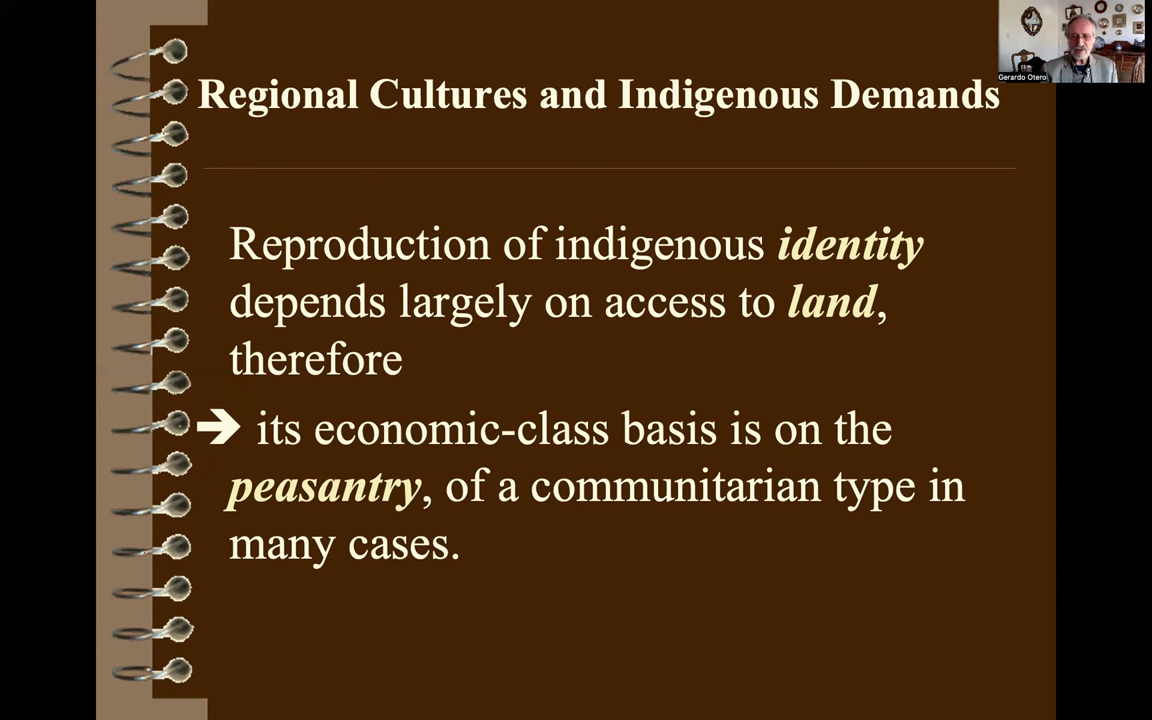 Gerardo Otero
Regional Cultures and Indigenous Demands
Reproduction of indigenous identity
depends largely on access to land,
therefore
➔ its economic-class basis is on the
peasantry, of a communitarian type in
many cases.